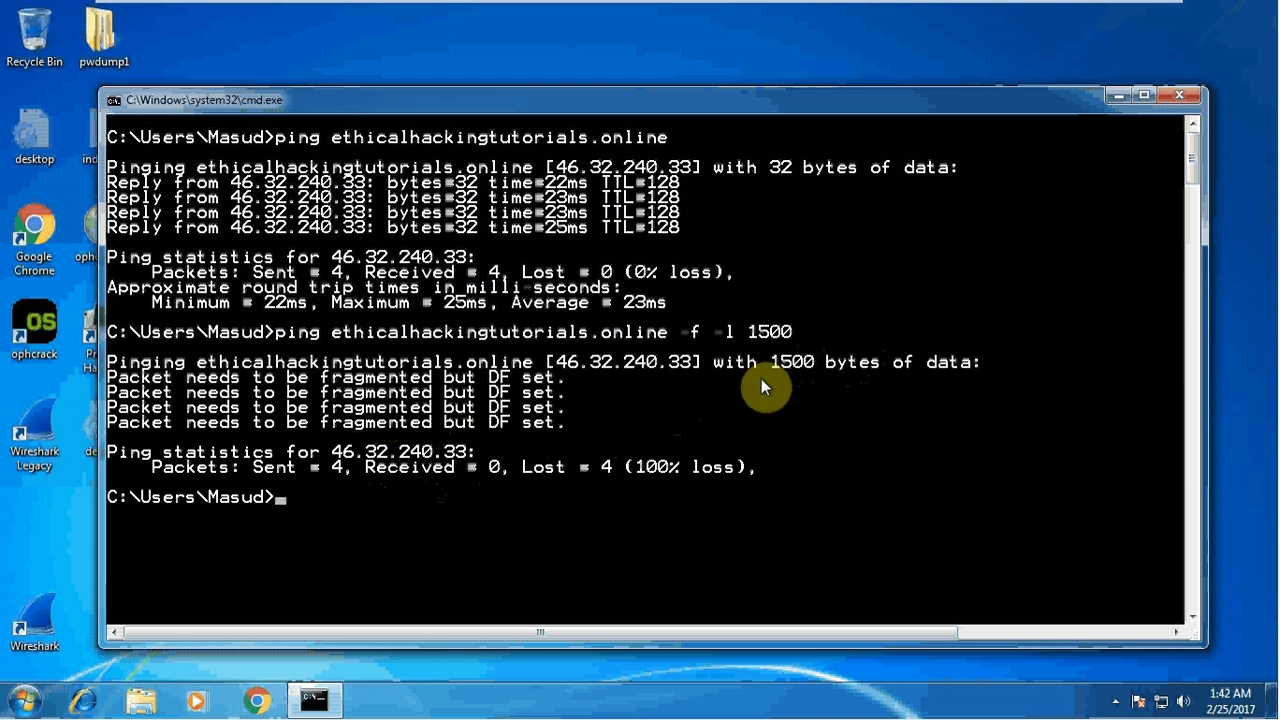 Recycle Bin
pwdump1
desktop
Google
Chrome
ophcrack
Wireshark
Legacy
Wireshark
C:\Windows\system32\cmd.exe
C:\Users\Masud>ping ethicalhackingtutorials.online
Pinging ethicalhackingtutorials.online [46.32.240.33] with 32 bytes of data:
Reply from 46.32.240.33: bytes=32 time=22ms TTL=128
Reply from 46.32.240.33: bytes=32 time=23ms TTL=128
Reply from 46.32.240.33: bytes=32 time=23ms TTL=128
Reply from 46.32.240.33: bytes=32 time=25ms TTL=128
Ping statistics for 46.32.240.33:
Packets: Sent = 4, Received = 4, Lost = 0 (0% loss),
Approximate round trip times in milli-seconds:
Minimum = 22ms, Maximum = 25ms, Average = 23ms
C:\Users\Masud>ping ethicalhackingtutorials.online -f -l 1500
Pinging ethicalhackingtutorials.online [46.32.240.33] with 1500 bytes of data:
Packet needs to be fragmented but DF set.
Packet needs to be fragmented but DF set.
Packet needs to be fragmented but DF set.
Packet needs to be fragmented but DF set.
Ping statistics for 46.32.240.33:
Packets: Sent = 4, Received = 0, Lost = 4 (100% loss),
C:\Users\Masud>
1:42 AM
2/25/2017